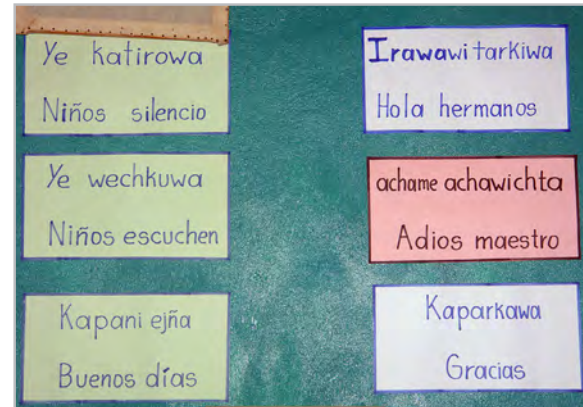 Ye katirowa
Niños silencio
Ye wechkuwa
Niños escuchen
Kapani ejña
Buenos días
Irawawi tarkiwa
Hola hermanos
achame achawichta
Adios maestro
Kaparkawa
Gracias